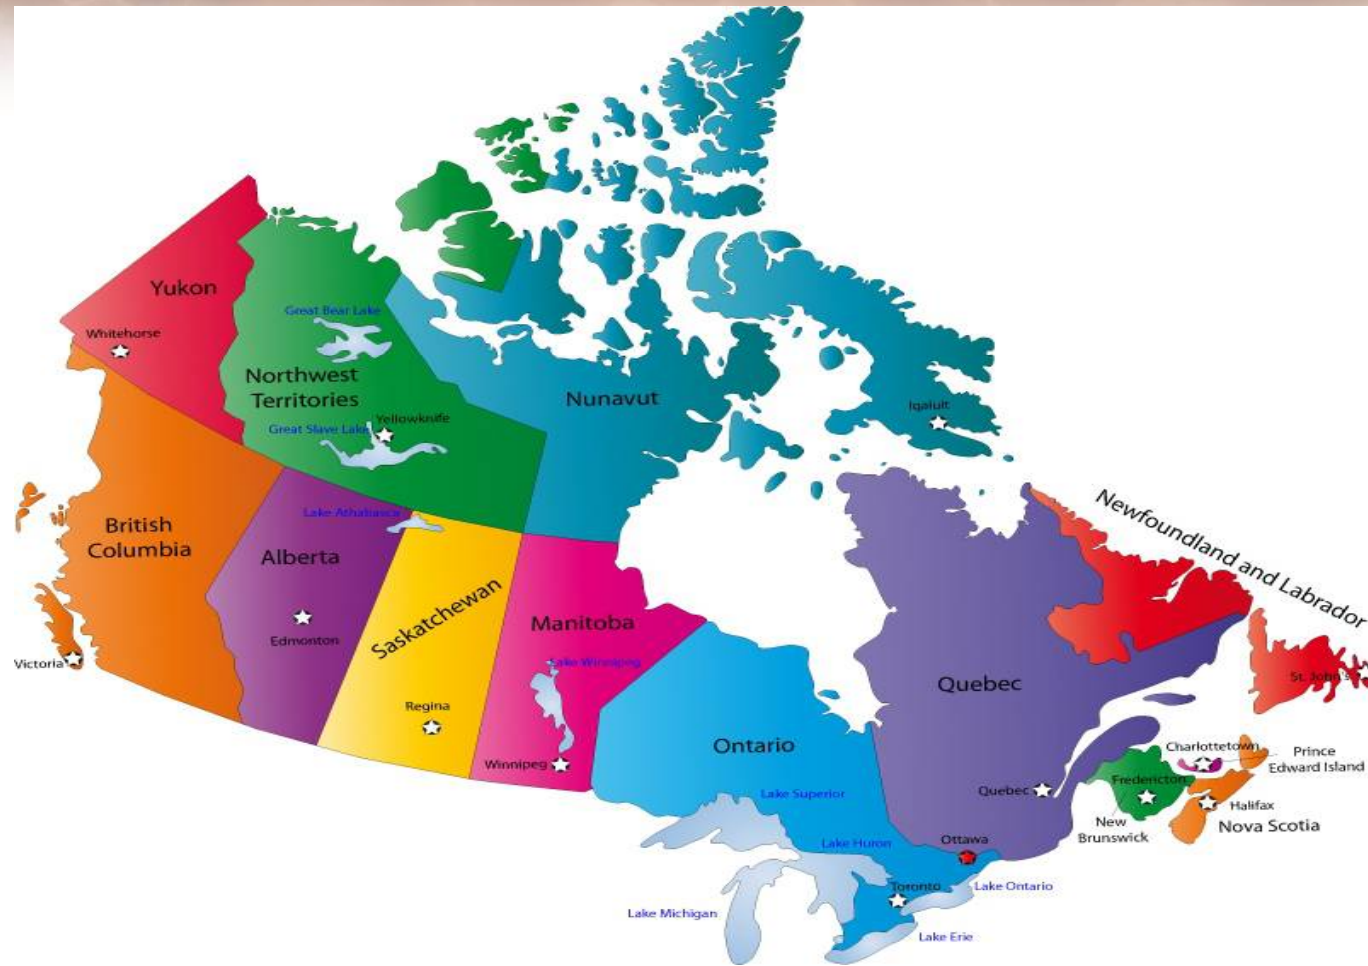 Yukon
Whitehorse
Great Bear Lake
Northwest
Territories
Yellowknife
Great Slave Lake
Nunavut
Iqaluit
British
Columbia
Victoria
Lake Athabasca
Alberta
Edmonton
Saskatchewan
Regina
Manitoba
Lake Winnipeg
Winnipeg
Ontario
Lake Superior
Lake Huron
Ottawa
Toronto
Lake Ontario
Lake Michigan
Lake Erie
Quebec
Quebec
Newfoundland and Labrador
St. John's
Charlottetown
Prince
Edward Island
Fredericton
New
Brunswick
Halifax
Nova Scotia